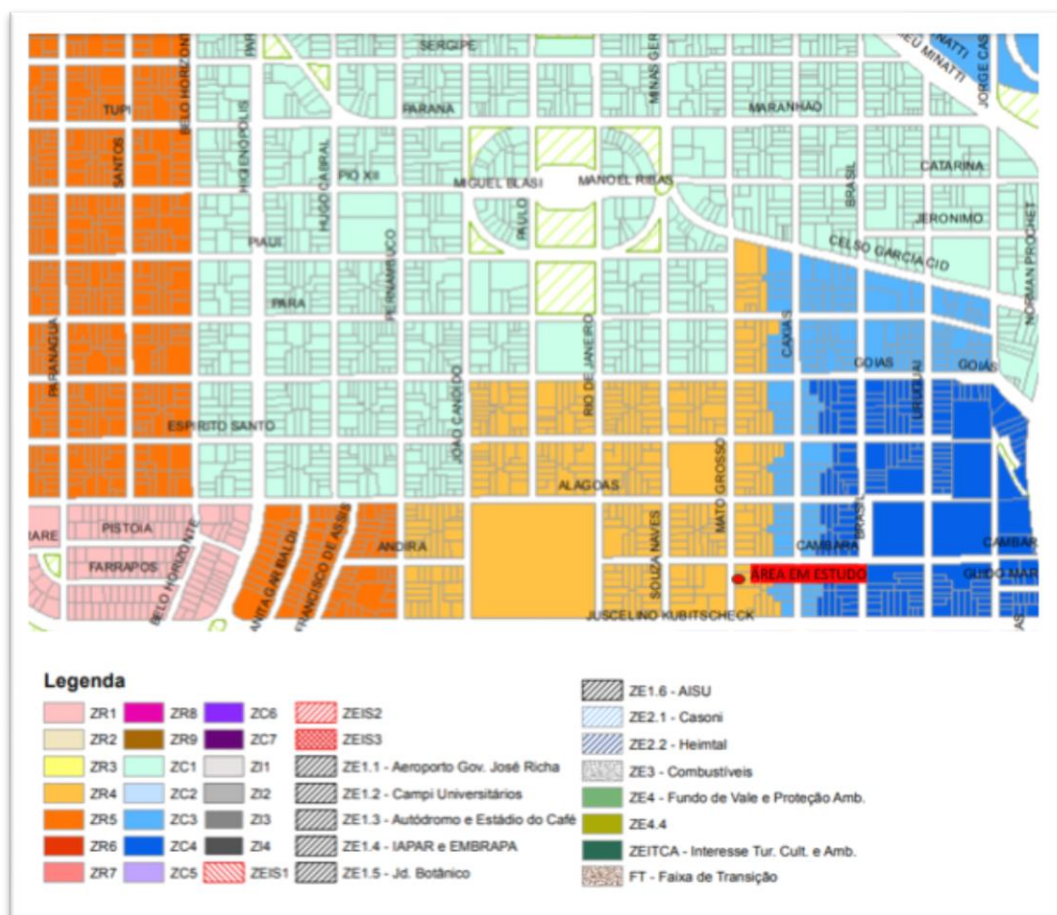 SERGIPE
MINAS GER
JORGE CAS
TUPI
BELO HORIZONT
PARANA
MARANHAO
SANTOS
HIGIENOPOLIS
HUGO CABRAL
PIO XII
MIGUEL BLASI
MANOEL RIBAS
BRASIL
CATARINA
PAULO
JERONIMO
PIAUI
CELSO GARCIA CID
PERNAMBUCO
NORMAN PROCHET
PARA
PARANAGUA
RIO DE JANEIRO
CAXIAS
GOIAS
GOIÁS
URUGUAI
JOAO CANDIDO
ESPIRITO SANTO
ALAGOAS
MATO GROSSO
BRASIL
PISTOIA
ANDIRA
CAMBARA
CAMBAR
FARRAPOS
BELO HORIZONTE
ANITA GARIBALDI
FRANCISCO DE ASSIS
SOUZA NAVES
ÁREA EM ESTUDO
GUIDO MAR
JUSCELINO KUBITSCHECK
Legenda
ZR1
ZR2
ZR3
ZR4
ZR5
ZR6
ZR7
ZR8
ZR9
ZC1
ZC2
ZC3
ZC4
ZC5
ZC6
ZC7
ZI1
ZI2
ZI3
ZI4
ZEIS1
ZEIS2
ZEIS3
ZE1.1 - Aeroporto Gov. José Richa
ZE1.2 - Campi Universitários
ZE1.3 - Autódromo e Estádio do Café
ZE1.4 - IAPAR e EMBRAPA
ZE1.5 - Jd. Botânico
ZE1.6 - AISU
ZE2.1 - Casoni
ZE2.2 - Heimtal
ZE3 - Combustíveis
ZE4 - Fundo de Vale e Proteção Amb.
ZE4.4
ZEITCA - Interesse Tur. Cult. e Amb.
FT - Faixa de Transição